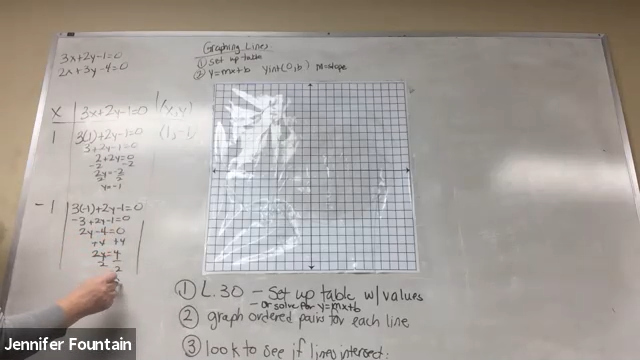 3x+2y-1=0
2x+3y-4=0
x | 3x+2y-1=0 | (x,y)
1 | 3(1)+2y-1=0 (1,-1)
3+2y-1=0
2+2y=0
-2 -2
2y=-2
2 2
y=-1
-1 | 3(-1)+2y-1=0
-3+2y-1=0
2y-4=0
+4 +4
2y=4
2 2
Graphing Lines
① Set up table
② y=mx+b yint(0,b) m=slope
① L.30 - Set up table w/values
- or solve for y=mx+b
② graph ordered pairs for each line
③ look to see if lines intersect:
Jennifer Fountain